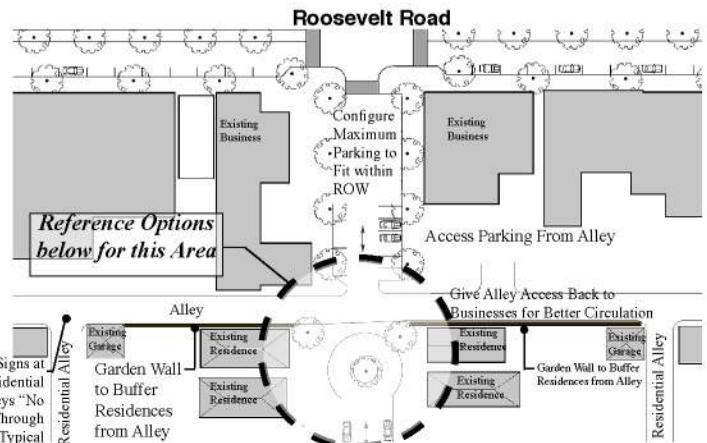 Roosevelt Road
Existing
Business
Configure
Maximum
Parking to
Fit within
ROW
Existing
Business
Reference Options
below for this Area
Access Parking From Alley
Give Alley Access Back to
Businesses for Better Circulation
Alley
Existing
Garage
Existing
Residence
Existing
Residence
Existing
Garage
Garden Wall
to Buffer
Residences
from Alley
Existing
Residence
Existing
Residence
Garden Wall to Buffer
Residences from Alley
Residential Alley
Residential Alley
Signs at
"No
Through
Typical